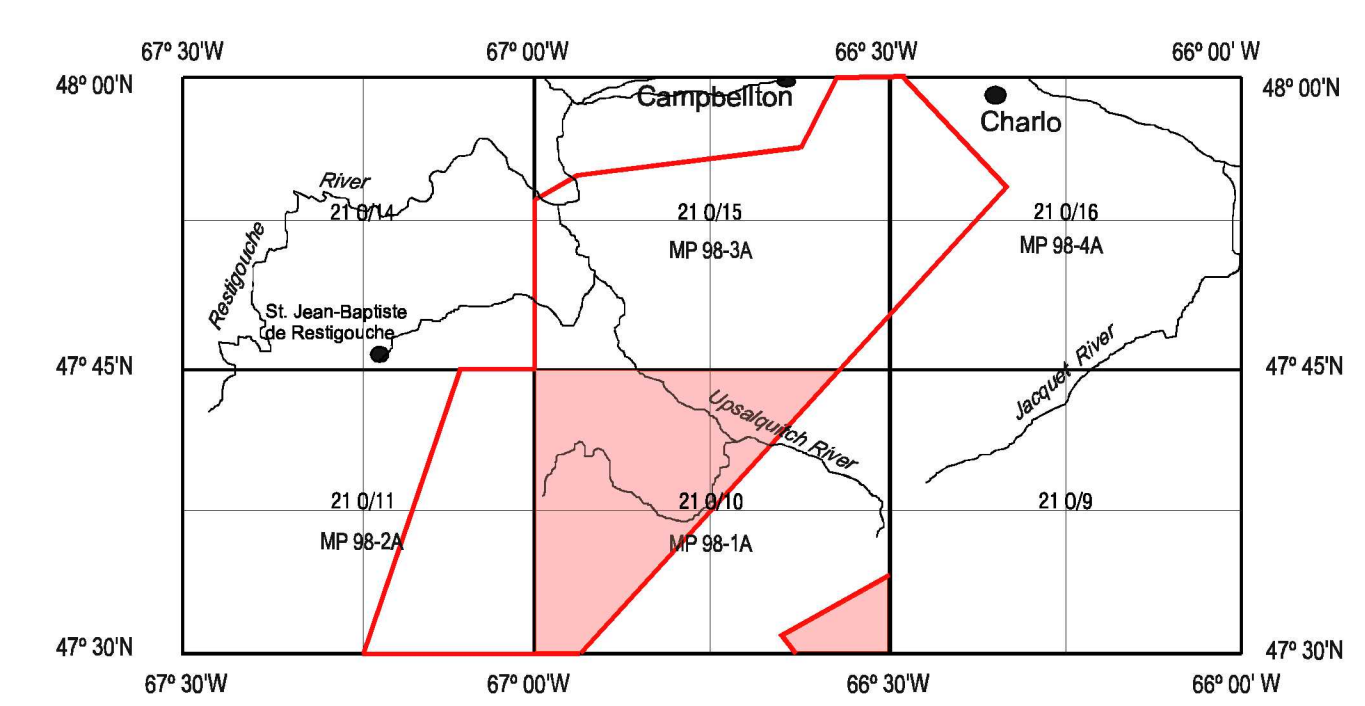 67º 30'W 67º 00'W 66º 30'W 66º 00' W
48º 00'N 48º 00'N
Campbellton
Charlo
River
21 O/14 21 O/15 21 O/16
MP 98-3A MP 98-4A
Restigouche
St. Jean-Baptiste
de Restigouche
47º 45'N 47º 45'N
Jacquet River
Upsalquitch River
21 O/11 21 O/10 21 O/9
MP 98-2A MP 98-1A
47º 30'N 47º 30'N
67º 30'W 67º 00'W 66º 30'W 66º 00' W